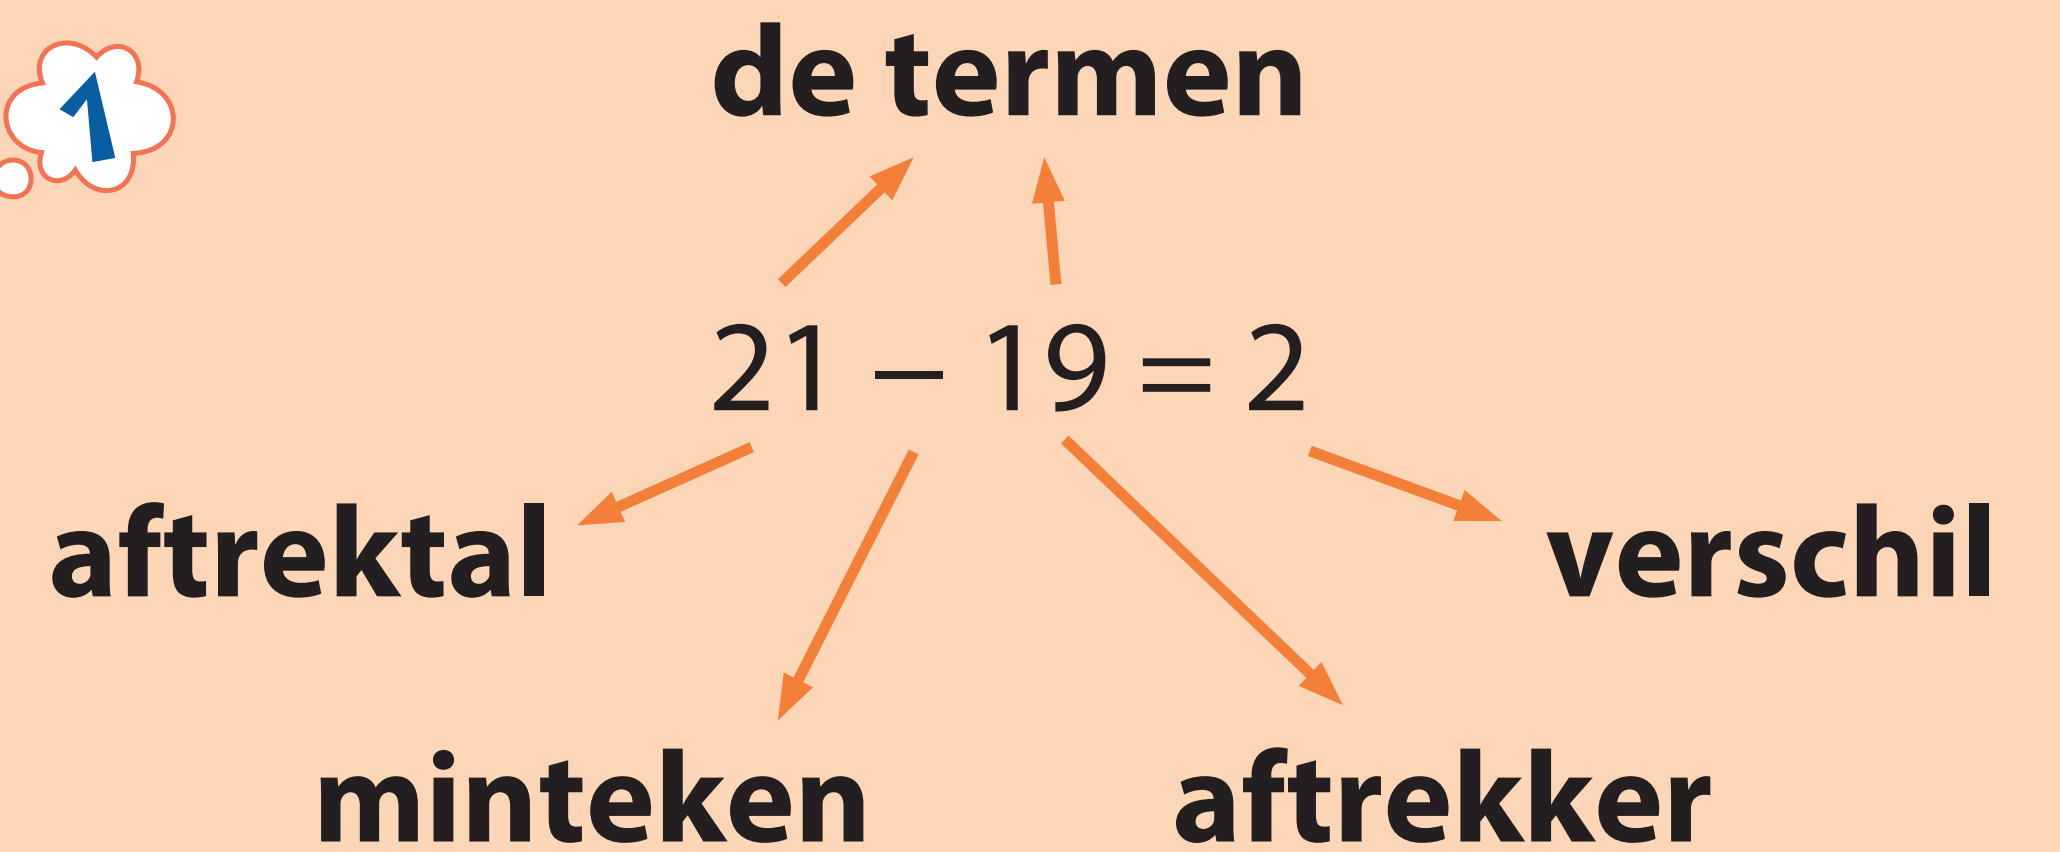 1
de termen
21 – 19 = 2
aftrektal
verschil
minteken
aftrekker